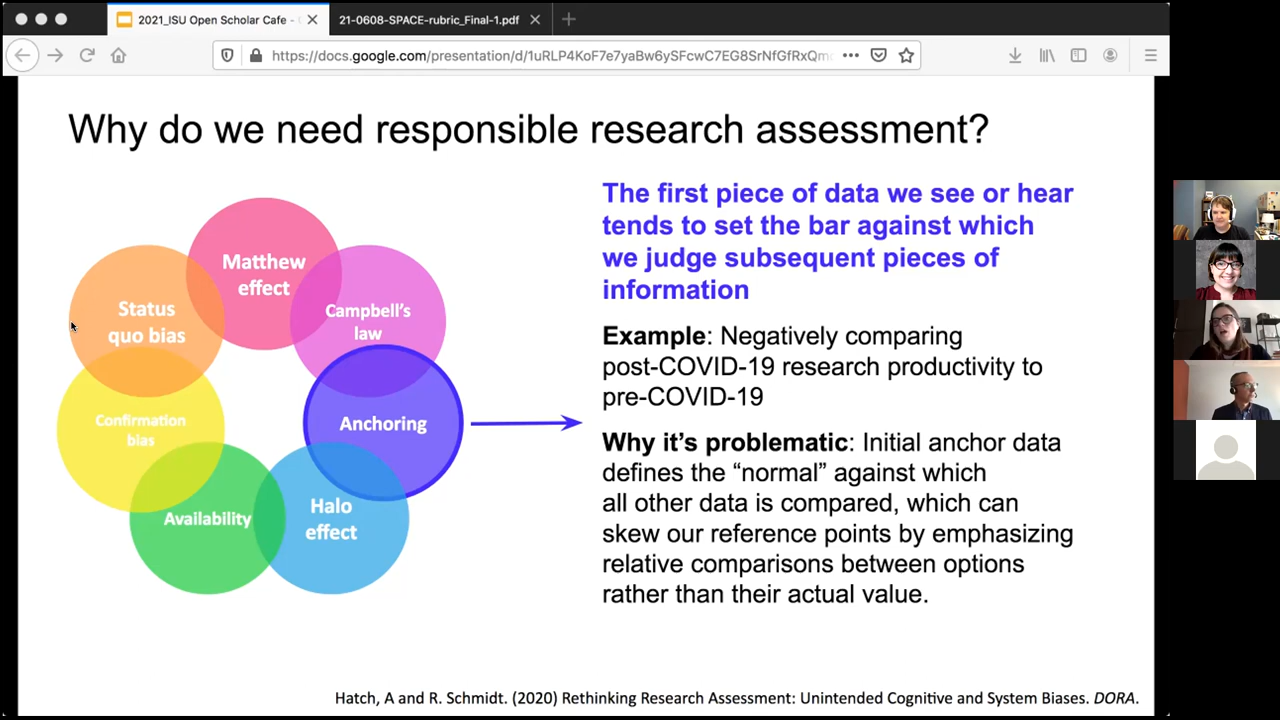 2021_ISU Open Scholar Cafe -
21-0608-SPACE-rubric_Final-1.pdf
https://docs.google.com/presentation/d/1uRLP4KoF7e7yaBw6ySFcwC7EG8SrNfGfRxQm
Why do we need responsible research assessment?
Matthew
effect
Campbell’s
law
Status
quo bias
Anchoring
Confirmation
bias
Halo
effect
Availability
The first piece of data we see or hear
tends to set the bar against which
we judge subsequent pieces of
information
Example: Negatively comparing
post-COVID-19 research productivity to
pre-COVID-19
Why it’s problematic: Initial anchor data
defines the “normal” against which
all other data is compared, which can
skew our reference points by emphasizing
relative comparisons between options
rather than their actual value.
Hatch, A and R. Schmidt. (2020) Rethinking Research Assessment: Unintended Cognitive and System Biases. DORA.